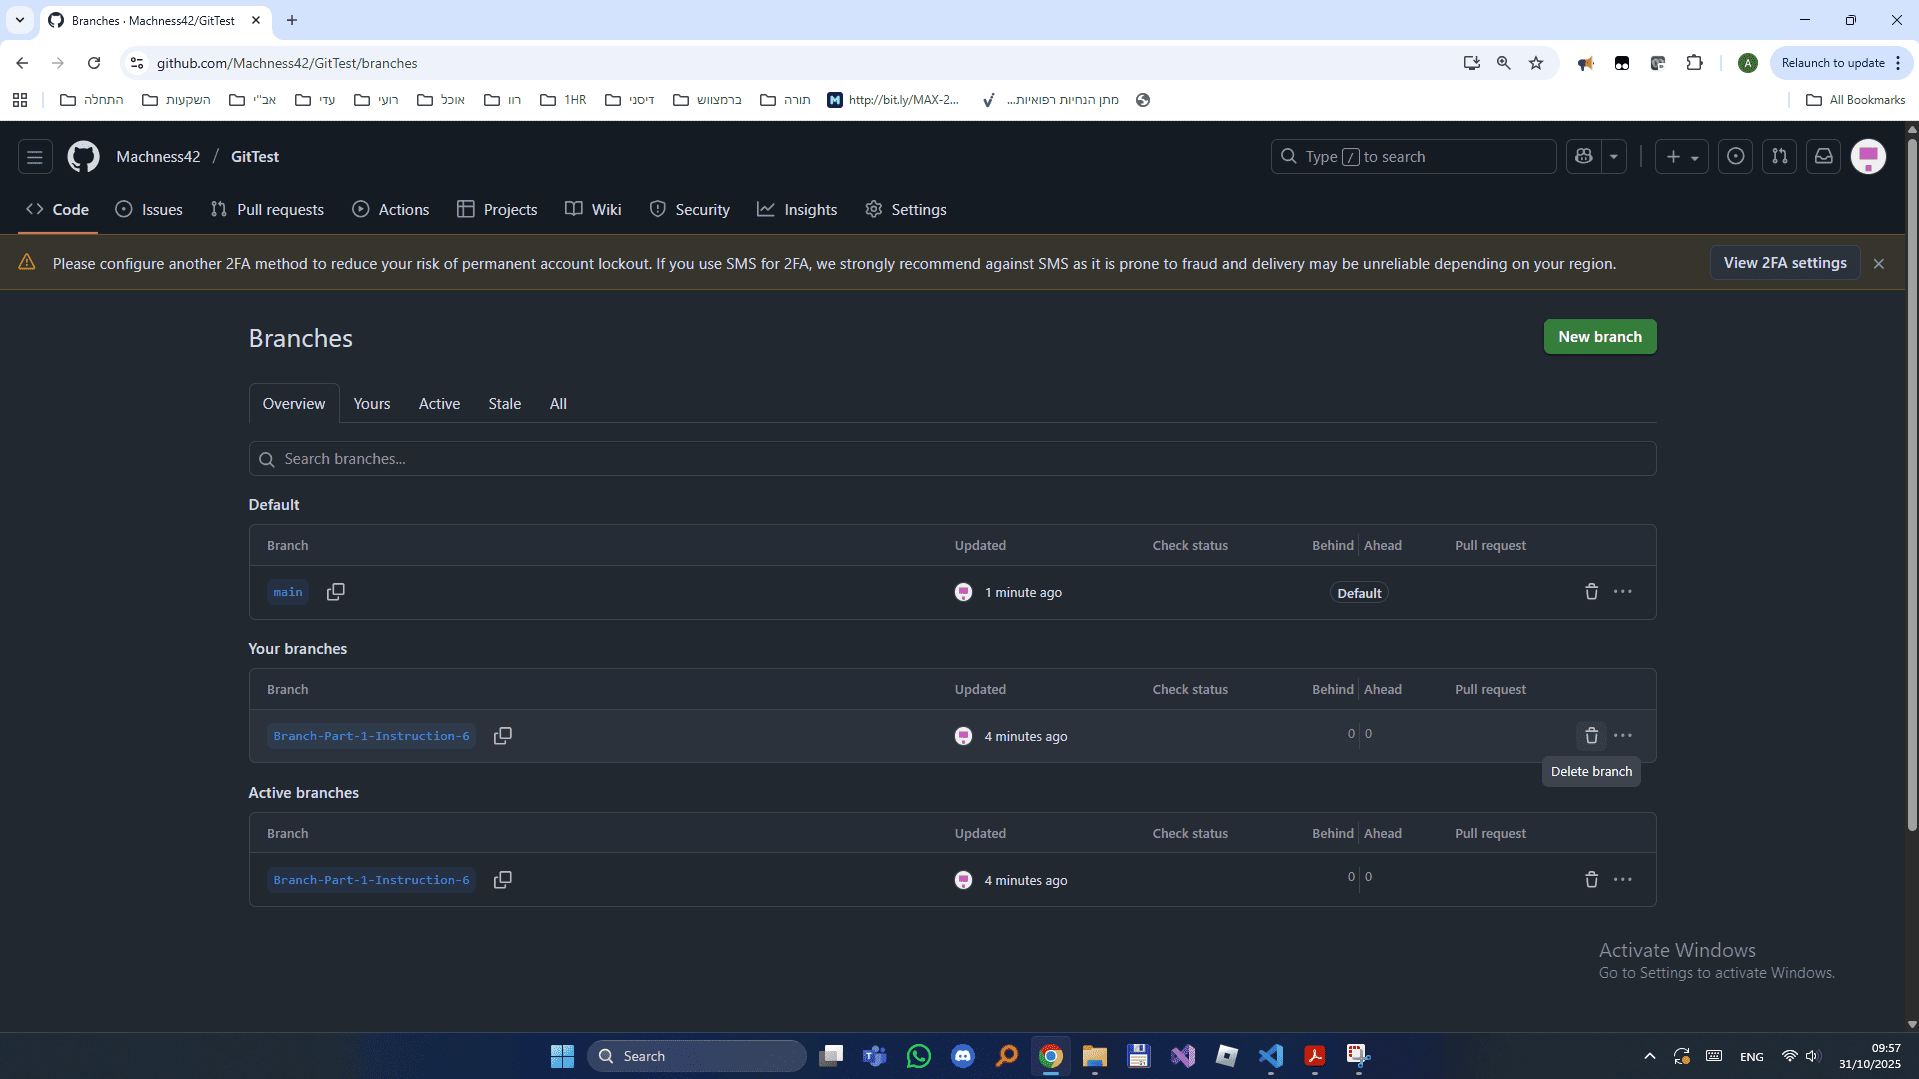 Branches · Machness42/GitTest
github.com/Machness42/GitTest/branches
Relaunch to update
התחלה
השקעות
אב"י
עדי
רועי
אוכל
רוו
1HR
דיסני
ברמצווש
תורה
http://bit.ly/MAX-2...
מתן הנחיות רפואיות...
All Bookmarks
Machness42 / GitTest
Type / to search
Code
Issues
Pull requests
Actions
Projects
Wiki
Security
Insights
Settings
Please configure another 2FA method to reduce your risk of permanent account lockout. If you use SMS for 2FA, we strongly recommend against SMS as it is prone to fraud and delivery may be unreliable depending on your region.
View 2FA settings
Branches
New branch
Overview Yours Active Stale All
Search branches...
Default
Branch Updated Check status Behind Ahead Pull request
main 1 minute ago Default
Your branches
Branch Updated Check status Behind Ahead Pull request
Branch-Part-1-Instruction-6 4 minutes ago 0 0
Delete branch
Active branches
Branch Updated Check status Behind Ahead Pull request
Branch-Part-1-Instruction-6 4 minutes ago 0 0
Activate Windows
Go to Settings to activate Windows.
Search
ENG
09:57
31/10/2025